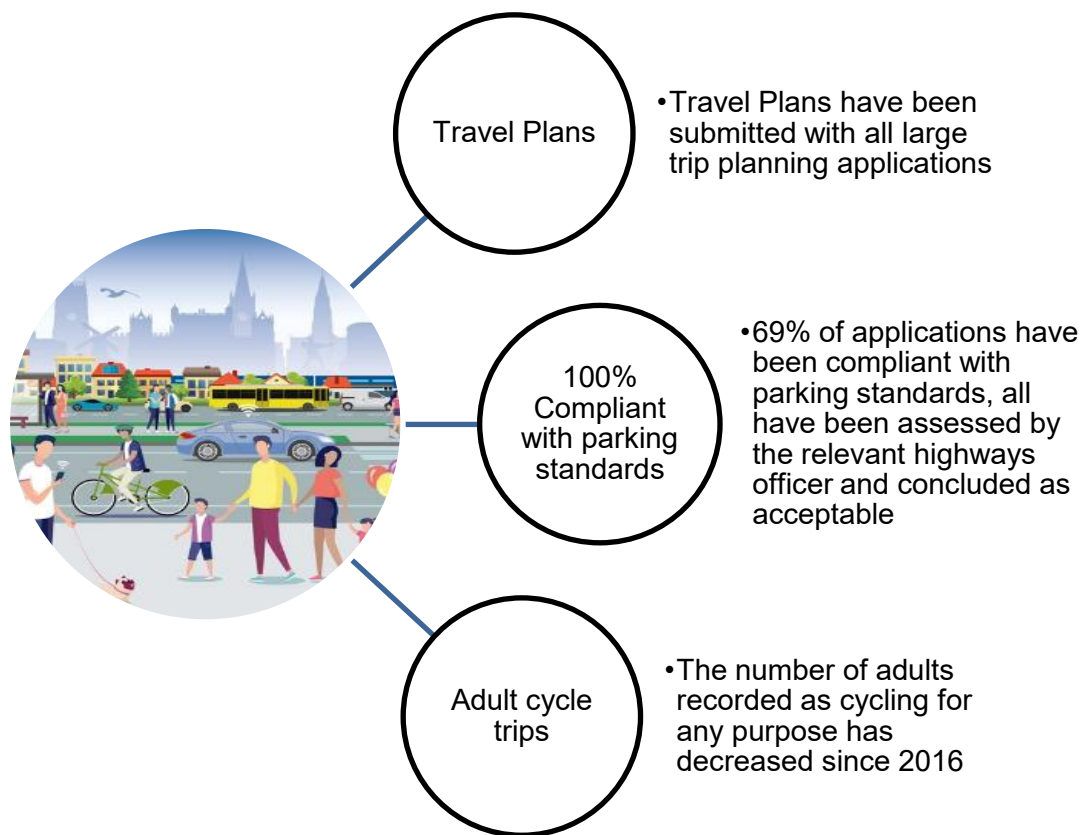 Travel Plans
•Travel Plans have been
submitted with all large
trip planning applications
100%
Compliant
with parking
standards
•69% of applications have
been compliant with
parking standards, all
have been assessed by
the relevant highways
officer and concluded as
acceptable
Adult cycle
trips
•The number of adults
recorded as cycling for
any purpose has
decreased since 2016